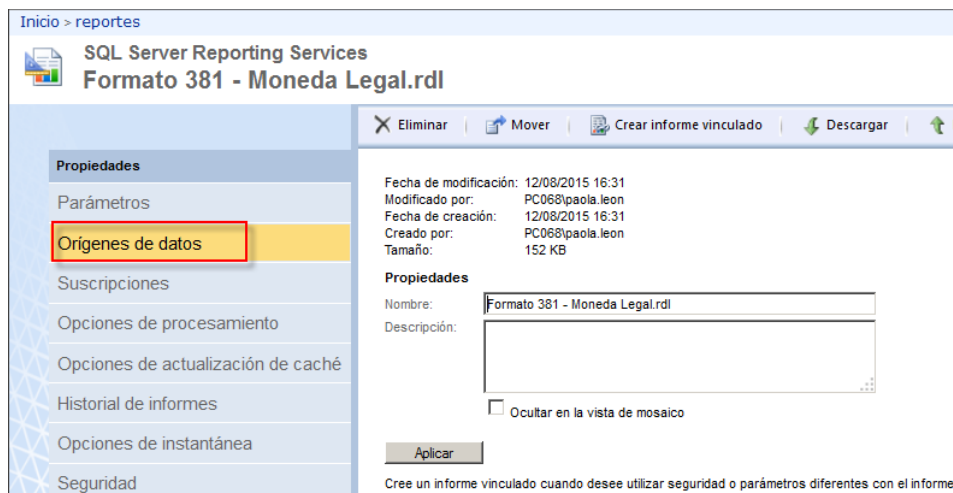 Inicio > reportes
SQL Server Reporting Services
Formato 381 - Moneda Legal.rdl
Eliminar
Mover
Crear informe vinculado
Descargar
Propiedades
Parámetros
Orígenes de datos
Suscripciones
Opciones de procesamiento
Opciones de actualización de caché
Historial de informes
Opciones de instantánea
Seguridad
Fecha de modificación: 12/08/2015 16:31
Modificado por: PC068\paola.leon
Fecha de creación: 12/08/2015 16:31
Creado por: PC068\paola.leon
Tamaño: 152 KB
Propiedades
Nombre: Formato 381 - Moneda Legal.rdl
Descripción:
Ocultar en la vista de mosaico
Aplicar
Cree un informe vinculado cuando desee utilizar seguridad o parámetros diferentes con el informe